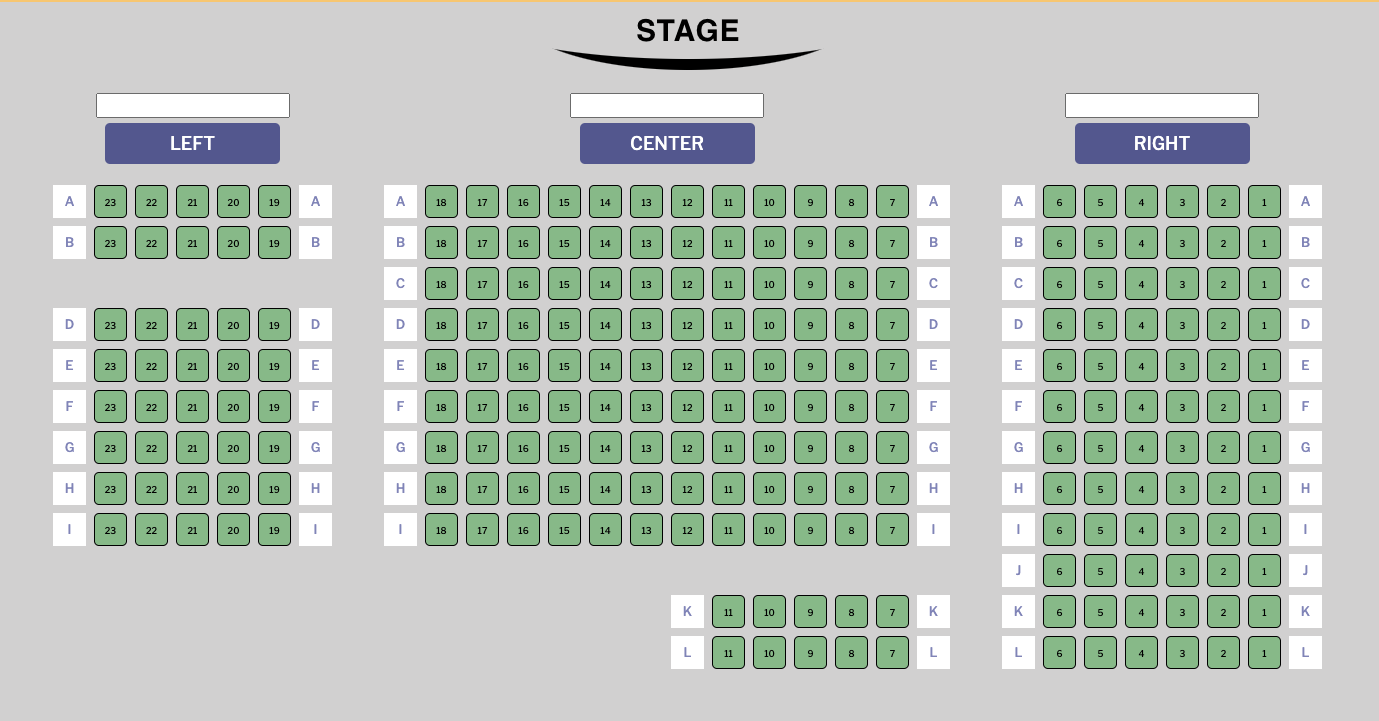 STAGE
LEFT CENTER RIGHT
A 23 22 21 20 19 A A 18 17 16 15 14 13 12 11 10 9 8 7 A A 6 5 4 3 2 1 A
B 23 22 21 20 19 B B 18 17 16 15 14 13 12 11 10 9 8 7 B B 6 5 4 3 2 1 B
C 18 17 16 15 14 13 12 11 10 9 8 7 C C 6 5 4 3 2 1 C
D 23 22 21 20 19 D D 18 17 16 15 14 13 12 11 10 9 8 7 D D 6 5 4 3 2 1 D
E 23 22 21 20 19 E E 18 17 16 15 14 13 12 11 10 9 8 7 E E 6 5 4 3 2 1 E
F 23 22 21 20 19 F F 18 17 16 15 14 13 12 11 10 9 8 7 F F 6 5 4 3 2 1 F
G 23 22 21 20 19 G G 18 17 16 15 14 13 12 11 10 9 8 7 G G 6 5 4 3 2 1 G
H 23 22 21 20 19 H H 18 17 16 15 14 13 12 11 10 9 8 7 H H 6 5 4 3 2 1 H
I 23 22 21 20 19 I I 18 17 16 15 14 13 12 11 10 9 8 7 I I 6 5 4 3 2 1 I
J 6 5 4 3 2 1 J
K 11 10 9 8 7 K K 6 5 4 3 2 1 K
L 11 10 9 8 7 L L 6 5 4 3 2 1 L